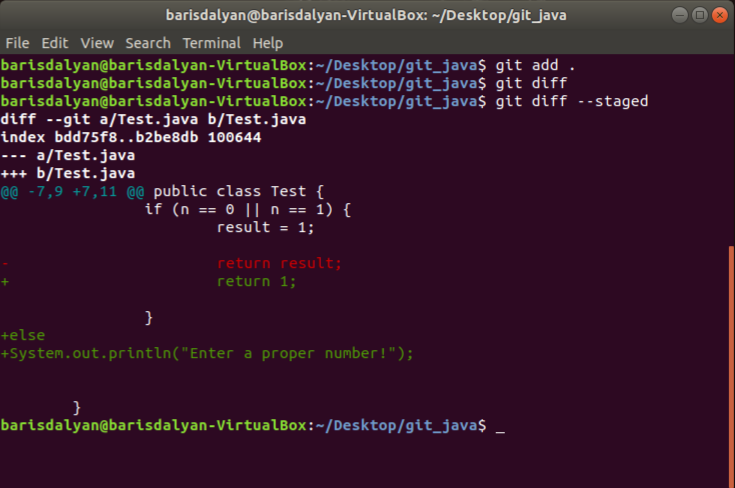 barisdalyan@barisdalyan-VirtualBox: ~/Desktop/git_java
File Edit View Search Terminal Help
barisdalyan@barisdalyan-VirtualBox:~/Desktop/git_java$ git add .
barisdalyan@barisdalyan-VirtualBox:~/Desktop/git_java$ git diff
barisdalyan@barisdalyan-VirtualBox:~/Desktop/git_java$ git diff --staged
diff --git a/Test.java b/Test.java
index bdd75f8..b2be8db 100644
--- a/Test.java
+++ b/Test.java
@@ -7,9 +7,11 @@ public class Test {
                if (n == 0 || n == 1) {
                        result = 1;
-                       return result;
+                       return 1;
                }
+else
+System.out.println("Enter a proper number!");
        }
barisdalyan@barisdalyan-VirtualBox:~/Desktop/git_java$ _